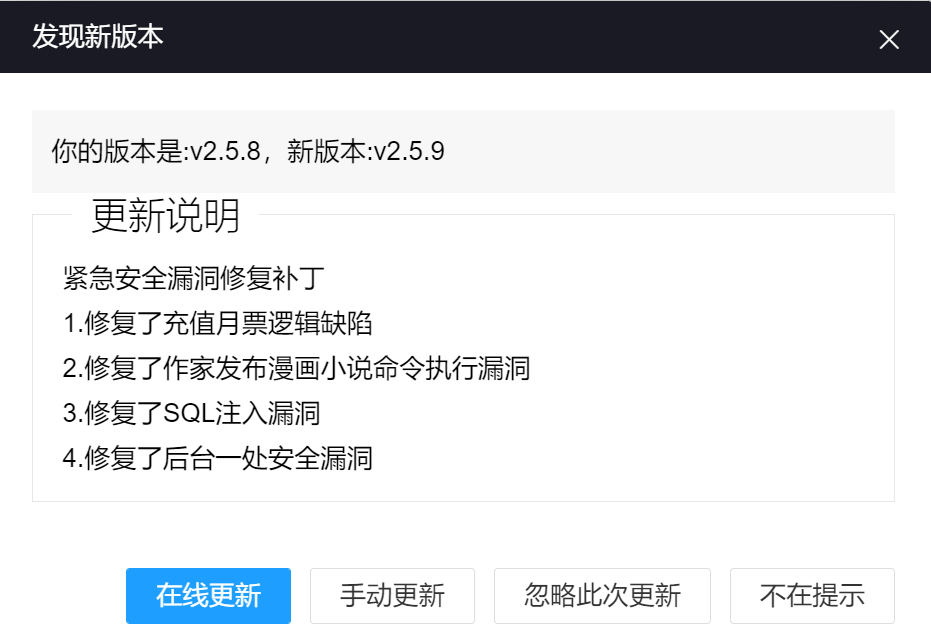 发现新版本
你的版本是:v2.5.8，新版本:v2.5.9
更新说明
紧急安全漏洞修复补丁
1.修复了充值月票逻辑缺陷
2.修复了作家发布漫画小说命令执行漏洞
3.修复了SQL注入漏洞
4.修复了后台一处安全漏洞
在线更新 手动更新 忽略此次更新 不在提示